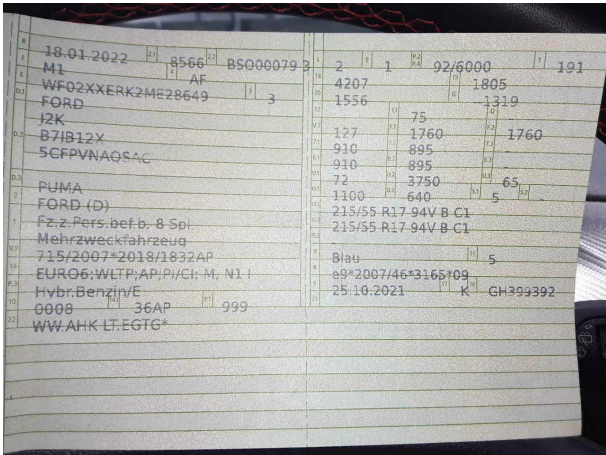 18.01.2022 8566 BSO00079 3
M1 AF
WF02XXERK2ME28649 3
FORD
J2K
B7JB12X
5CFPVNAQSAC
PUMA
FORD (D)
Fz.z.Pers.bef.b. 8 Spl
Mehrzweckfahrzeug
715/2007*2018/1832AP
EURO6;WLTP;AP,PI/CI; M, N1 I
Hybr.Benzin/E
0008 36AP 999
WW.AHK LT.EGTG*
2 1 92/6000 191
4207 1805
1556 1319
75
127 1760 1760
910 895
910 895
72 3750 65
1100 640 5
215/55 R17 94V B C1
215/55 R17 94V B C1
Blau 5
e9*2007/46*3165*09
25.10.2021 K GH399392